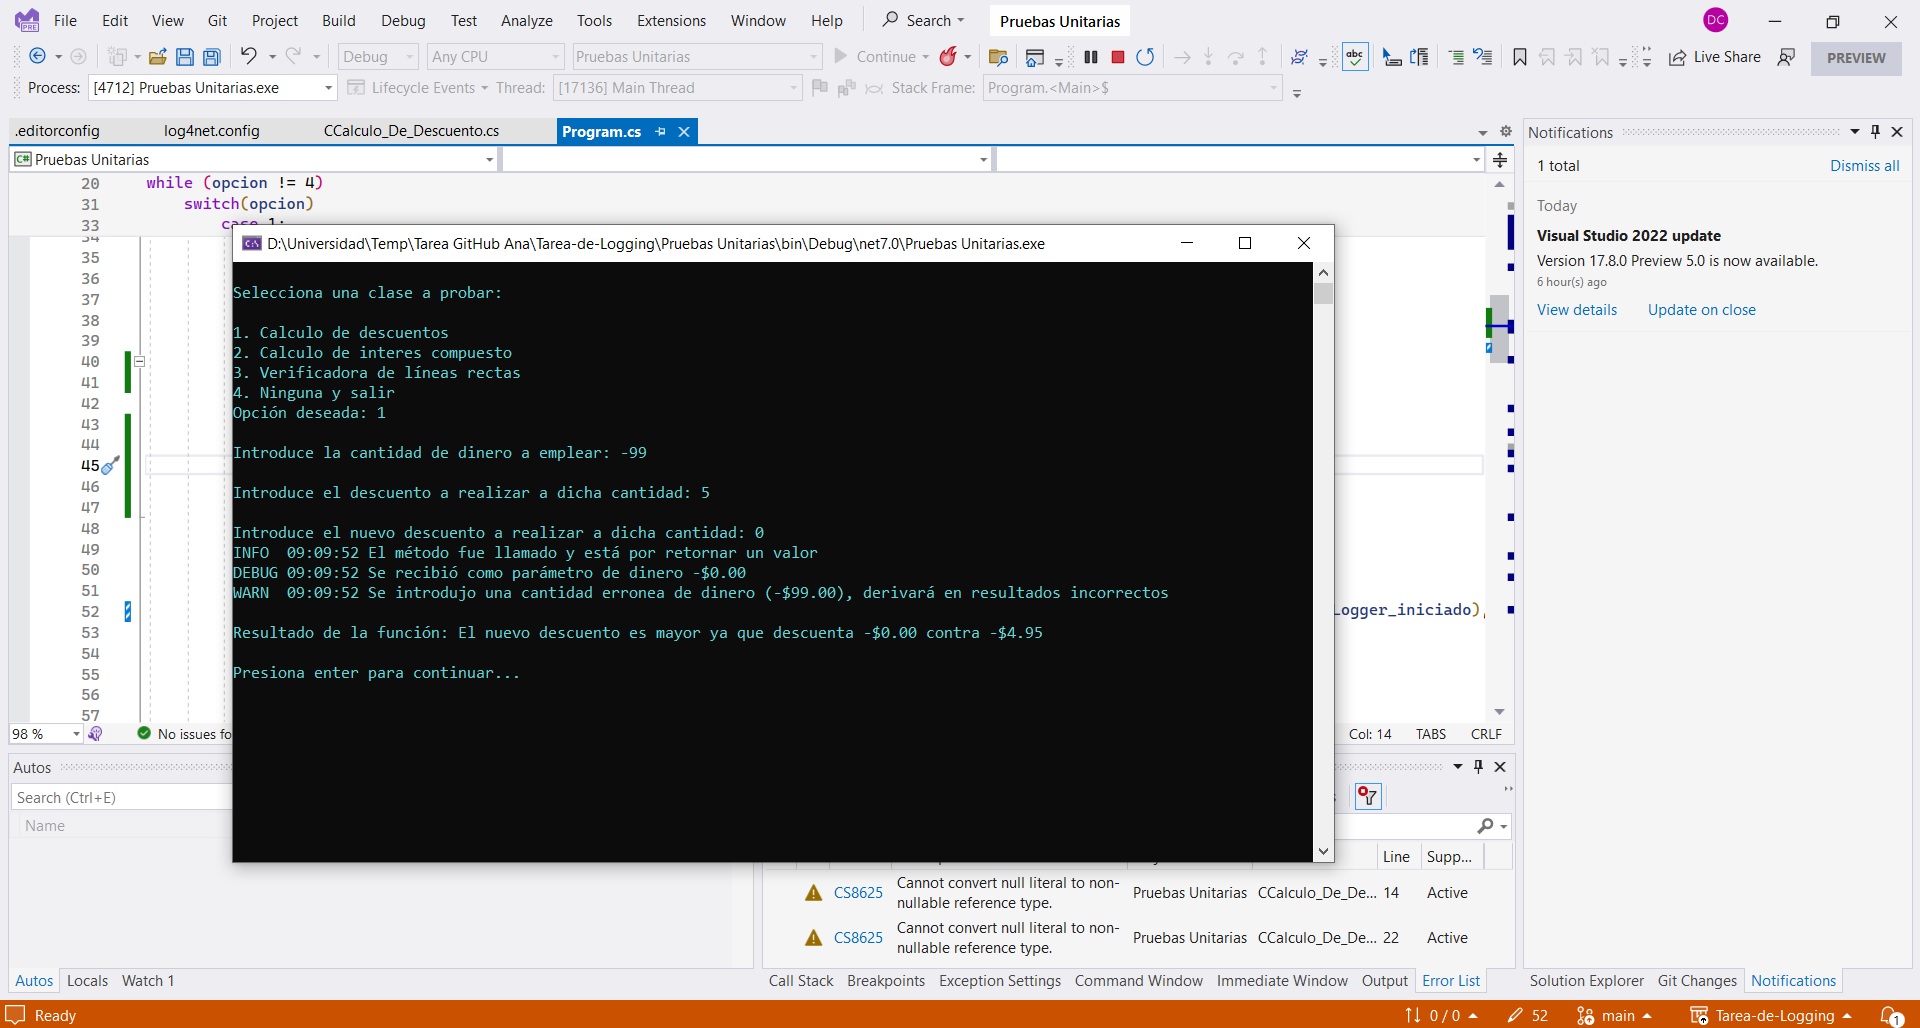 File Edit View Git Project Build Debug Test Analyze Tools Extensions Window Help Search Pruebas Unitarias DC
Debug Any CPU Pruebas Unitarias Continue abc Live Share PREVIEW
Process: [4712] Pruebas Unitarias.exe Lifecycle Events Thread: [17136] Main Thread Stack Frame: Program.<Main>$
.editorconfig log4net.config CCalculo_De_Descuento.cs Program.cs
C# Pruebas Unitarias
20 while (opcion != 4)
31 switch(opcion)
33 case 1:
34
35
36
37
38
39
40
41
42
43
44
45
46
47
48
49
50
51
52 Logger_iniciado),
53
54
55
56
57
D:\Universidad\Temp\Tarea GitHub Ana\Tarea-de-Logging\Pruebas Unitarias\bin\Debug\net7.0\Pruebas Unitarias.exe
Selecciona una clase a probar:
1. Calculo de descuentos
2. Calculo de interes compuesto
3. Verificadora de líneas rectas
4. Ninguna y salir
Opción deseada: 1
Introduce la cantidad de dinero a emplear: -99
Introduce el descuento a realizar a dicha cantidad: 5
Introduce el nuevo descuento a realizar a dicha cantidad: 0
INFO 09:09:52 El método fue llamado y está por retornar un valor
DEBUG 09:09:52 Se recibió como parámetro de dinero -$0.00
WARN 09:09:52 Se introdujo una cantidad erronea de dinero (-$99.00), derivará en resultados incorrectos
Resultado de la función: El nuevo descuento es mayor ya que descuenta -$0.00 contra -$4.95
Presiona enter para continuar...
98 % No issues fo Col: 14 TABS CRLF
Autos
Search (Ctrl+E)
Name
Line Supp...
CS8625 Cannot convert null literal to non-
nullable reference type. Pruebas Unitarias CCalculo_De_De... 14 Active
CS8625 Cannot convert null literal to non-
nullable reference type. Pruebas Unitarias CCalculo_De_De... 22 Active
Autos Locals Watch 1
Call Stack Breakpoints Exception Settings Command Window Immediate Window Output Error List
Notifications
1 total Dismiss all
Today
Visual Studio 2022 update
Version 17.8.0 Preview 5.0 is now available.
6 hour(s) ago
View details Update on close
Solution Explorer Git Changes Notifications
Ready 0 / 0 52 main Tarea-de-Logging 1